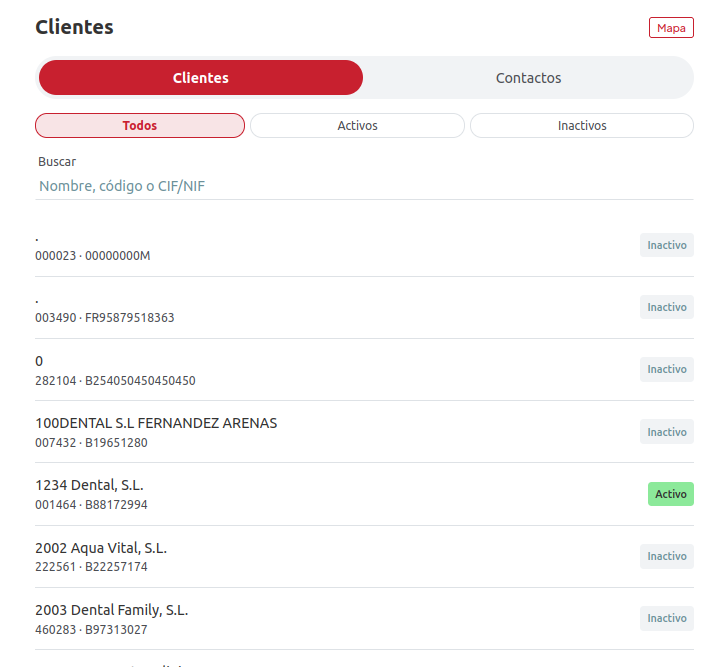 Clientes
Mapa
Clientes
Contactos
Todos
Activos
Inactivos
Buscar
Nombre, código o CIF/NIF
.
000023 · 00000000M
Inactivo
.
003490 · FR95879518363
Inactivo
0
282104 · B254050450450450
Inactivo
100DENTAL S.L FERNANDEZ ARENAS
007432 · B19651280
Inactivo
1234 Dental, S.L.
001464 · B88172994
Activo
2002 Aqua Vital, S.L.
222561 · B22257174
Inactivo
2003 Dental Family, S.L.
460283 · B97313027
Inactivo